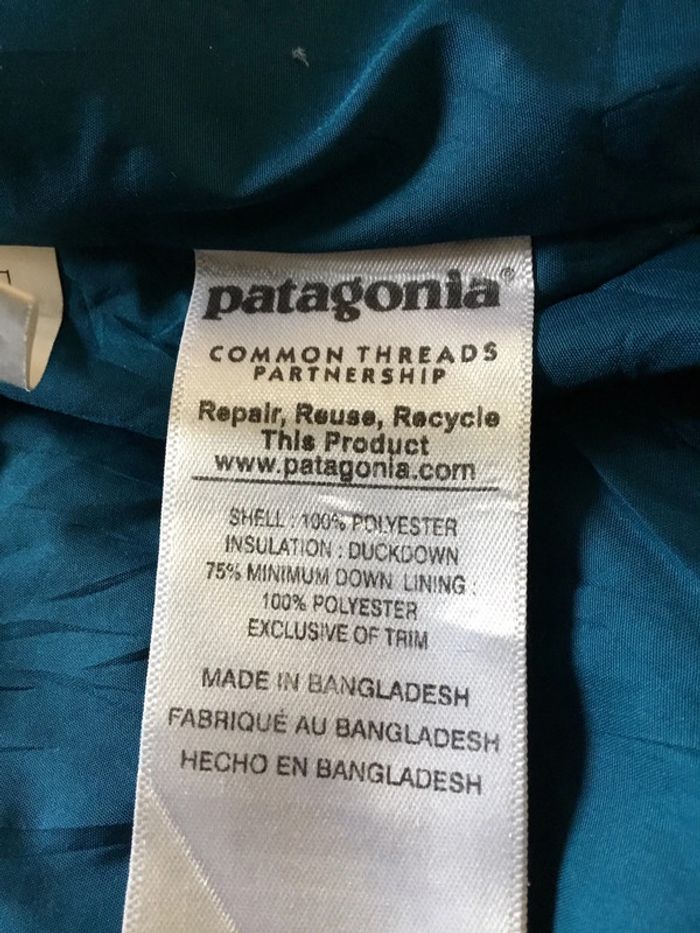 patagonia®
COMMON THREADS
PARTNERSHIP
Repair, Reuse, Recycle
This Product
www.patagonia.com
SHELL : 100% POLYESTER
INSULATION : DUCKDOWN
75% MINIMUM DOWN LINING :
100% POLYESTER
EXCLUSIVE OF TRIM
MADE IN BANGLADESH
FABRIQUÉ AU BANGLADESH
HECHO EN BANGLADESH